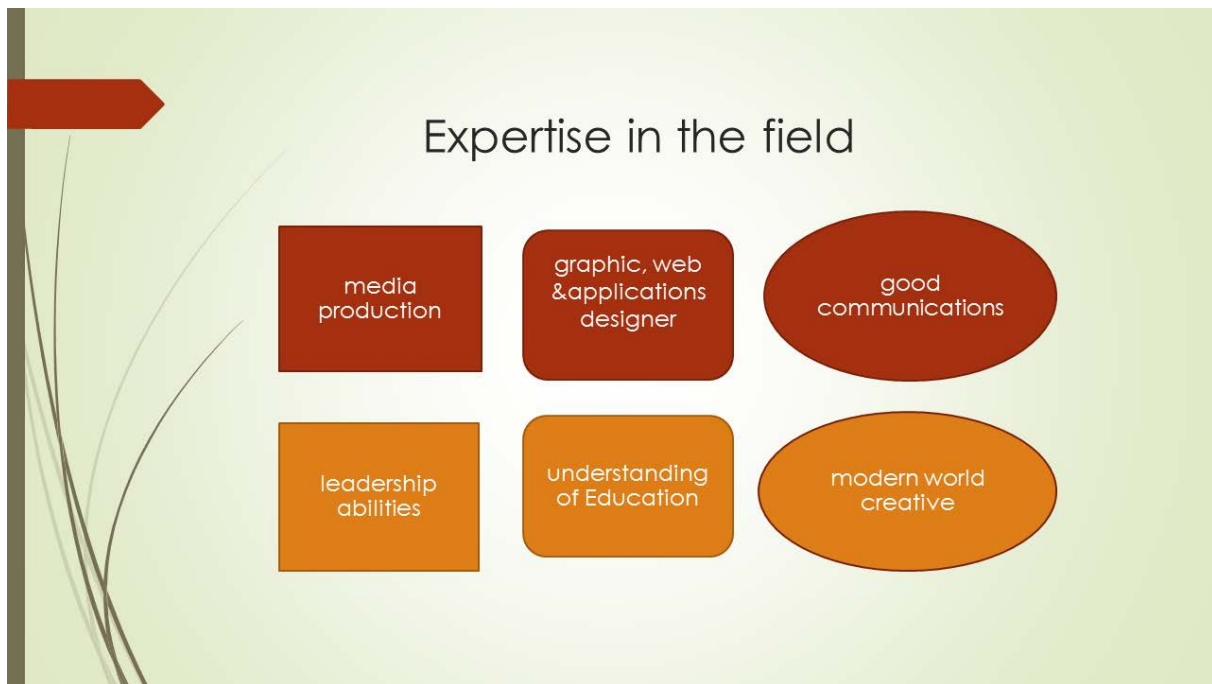 Expertise in the field
media
production
graphic, web
&applications
designer
good
communications
leadership
abilities
understanding
of Education
modern world
creative